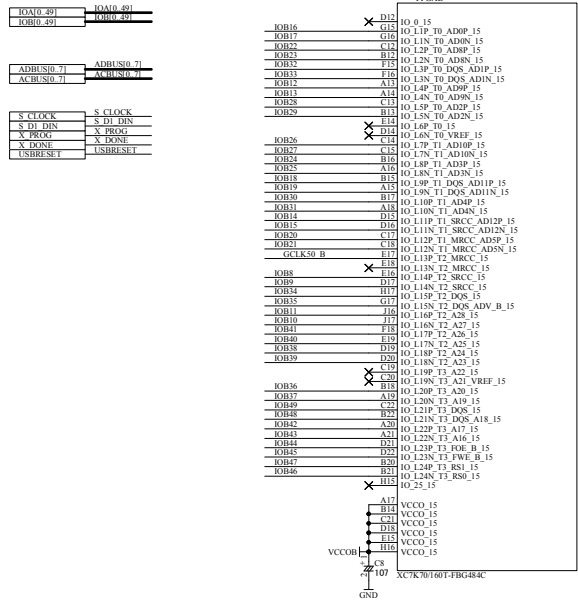 IOA[0..49] IOA[0..49]
IOB[0..49] IOB[0..49]
ADBUS[0..7] ADBUS[0..7]
ACBUS[0..7] ACBUS[0..7]
S_CLOCK S_CLOCK
S_D1_DIN S_D1_DIN
X_PROG X_PROG
X_DONE X_DONE
USBRESET USBRESET
D12 IO_0_15
IOB16 G15 IO_L1P_T0_AD0P_15
IOB17 G16 IO_L1N_T0_AD0N_15
IOB22 C12 IO_L2P_T0_AD8P_15
IOB23 B12 IO_L2N_T0_AD8N_15
IOB32 F15 IO_L3P_T0_DQS_AD1P_15
IOB33 F16 IO_L3N_T0_DQS_AD1N_15
IOB12 A13 IO_L4P_T0_AD9P_15
IOB13 A14 IO_L4N_T0_AD9N_15
IOB28 C13 IO_L5P_T0_AD2P_15
IOB29 B13 IO_L5N_T0_AD2N_15
E14 IO_L6P_T0_15
D14 IO_L6N_T0_VREF_15
IOB26 C14 IO_L7P_T1_AD10P_15
IOB27 C15 IO_L7N_T1_AD10N_15
IOB24 B16 IO_L8P_T1_AD3P_15
IOB25 A16 IO_L8N_T1_AD3N_15
IOB18 B15 IO_L9P_T1_DQS_AD11P_15
IOB19 A15 IO_L9N_T1_DQS_AD11N_15
IOB30 B17 IO_L10P_T1_AD4P_15
IOB31 A18 IO_L10N_T1_AD4N_15
IOB14 D15 IO_L11P_T1_SRCC_AD12P_15
IOB15 D16 IO_L11N_T1_SRCC_AD12N_15
IOB20 C17 IO_L12P_T1_MRCC_AD5P_15
IOB21 C18 IO_L12N_T1_MRCC_AD5N_15
GCLK50_B E17 IO_L13P_T2_MRCC_15
E18 IO_L13N_T2_MRCC_15
IOB8 E16 IO_L14P_T2_SRCC_15
IOB9 D17 IO_L14N_T2_SRCC_15
IOB34 H17 IO_L15P_T2_DQS_15
IOB35 G17 IO_L15N_T2_DQS_ADV_B_15
IOB11 J16 IO_L16P_T2_A28_15
IOB10 J17 IO_L16N_T2_A27_15
IOB41 F18 IO_L17P_T2_A26_15
IOB40 E19 IO_L17N_T2_A25_15
IOB38 D19 IO_L18P_T2_A24_15
IOB39 D20 IO_L18N_T2_A23_15
C19 IO_L19P_T3_A22_15
C20 IO_L19N_T3_A21_VREF_15
IOB36 B18 IO_L20P_T3_A20_15
IOB37 A19 IO_L20N_T3_A19_15
IOB49 C22 IO_L21P_T3_DQS_15
IOB48 B22 IO_L21N_T3_DQS_A18_15
IOB42 A20 IO_L22P_T3_A17_15
IOB43 A21 IO_L22N_T3_A16_15
IOB44 D21 IO_L23P_T3_FOE_B_15
IOB45 D22 IO_L23N_T3_FWE_B_15
IOB47 B20 IO_L24P_T3_RS1_15
IOB46 B21 IO_L24N_T3_RS0_15
H15 IO_25_15
A17 VCCO_15
B14 VCCO_15
C21 VCCO_15
D18 VCCO_15
E15 VCCO_15
VCCOB H16 VCCO_15
1
+ C8
2 107
XC7K70/160T-FBG484C
GND